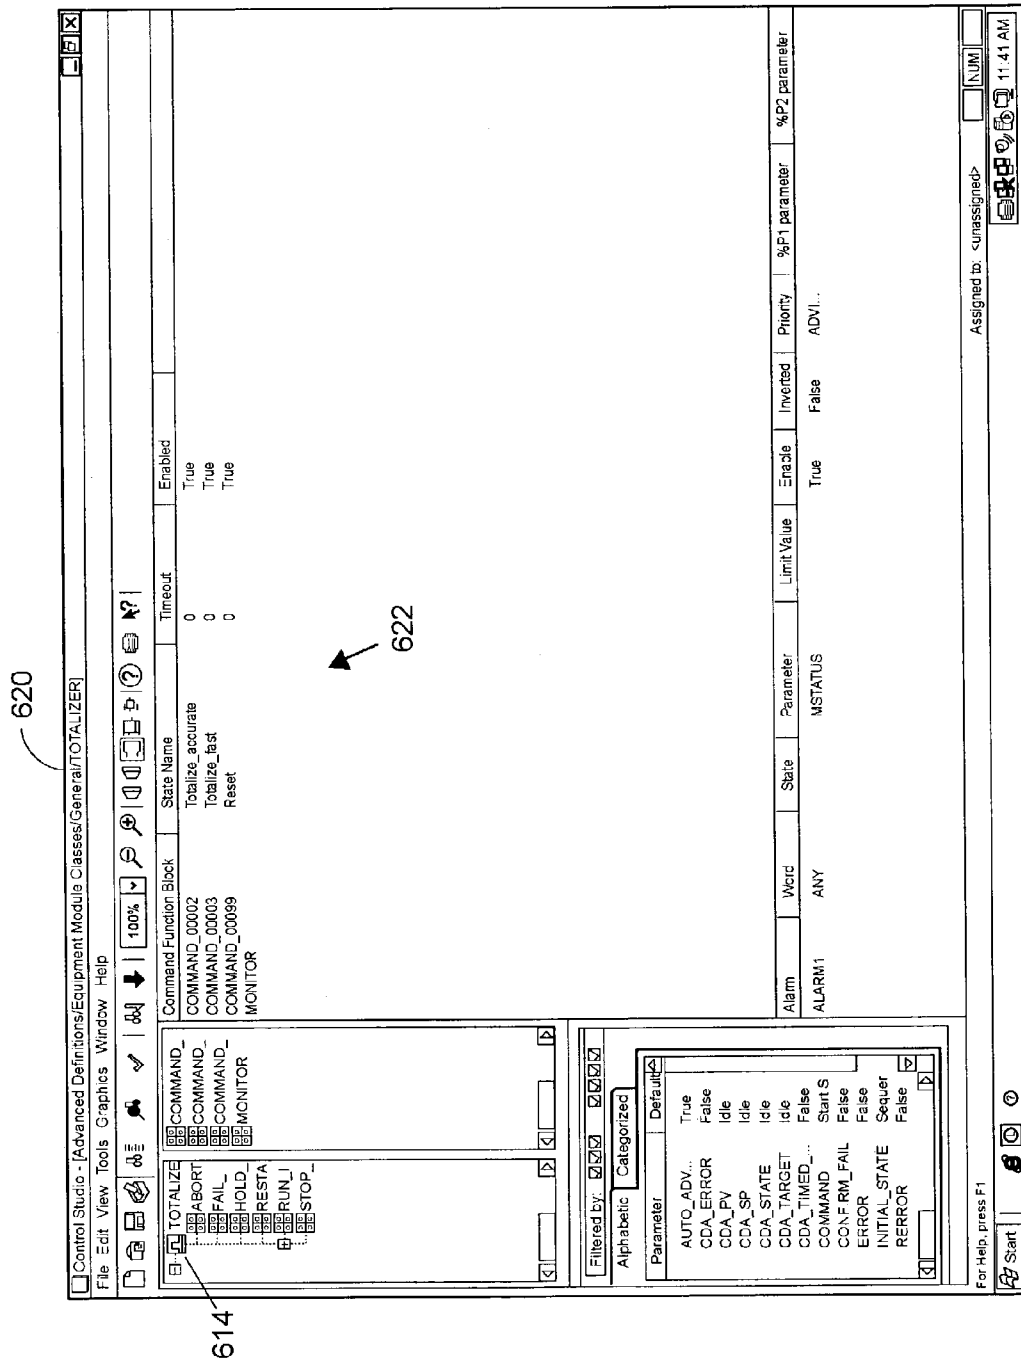 620
Control Studio - [Advanced Definitions/Equipment Module Classes/General/TOTALIZER]
File Edit View Tools Graphics Window Help
100%
614
TOTALIZE
ABORT
FAIL_
HOLD_
RESTA
RUN_I
STOP_
COMMAND_
COMMAND_
COMMAND_
MONITOR
Command Function Block State Name Timeout Enabled
COMMAND_00002 Totalize_accurate 0 True
COMMAND_00003 Totalize_fast 0 True
COMMAND_00099 Reset 0 True
MONITOR
622
Filtered by:
Alphabetic Categorized
Parameter Default
AUTO_ADV... True
CDA_ERROR False
CDA_PV Idle
CDA_SP Idle
CDA_STATE Idle
CDA_TARGET Idle
CDA_TIMED_... False
COMMAND Start S
CONFIRM_FAIL False
ERROR False
INITIAL_STATE Sequer
RERROR False
Alarm Word State Parameter Limit Value Enable Inverted Priority %P1 parameter %P2 parameter
ALARM1 ANY MSTATUS True False ADVI...
For Help, press F1 Assigned to: <unassigned> NUM
Start 11:41 AM